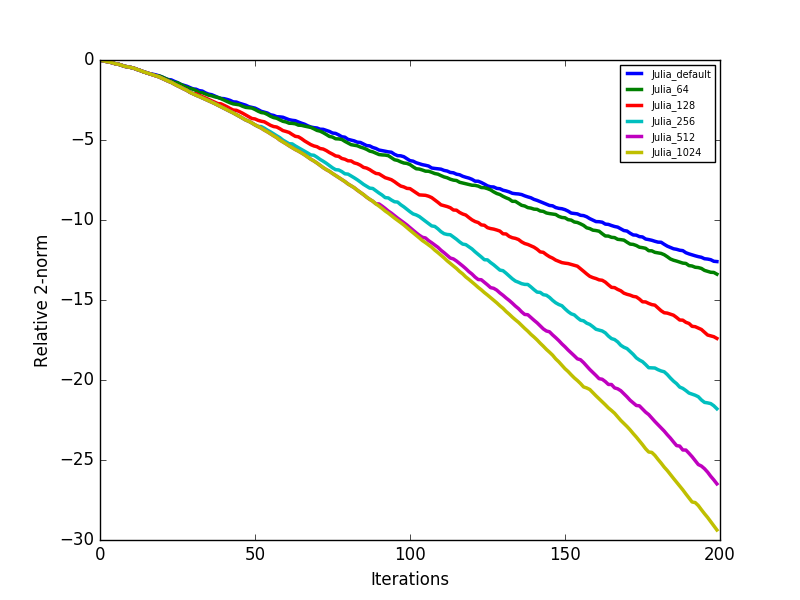 0
−5
−10
−15
−20
−25
−30
0 50 100 150 200
Relative 2-norm
Iterations
Julia_default
Julia_64
Julia_128
Julia_256
Julia_512
Julia_1024